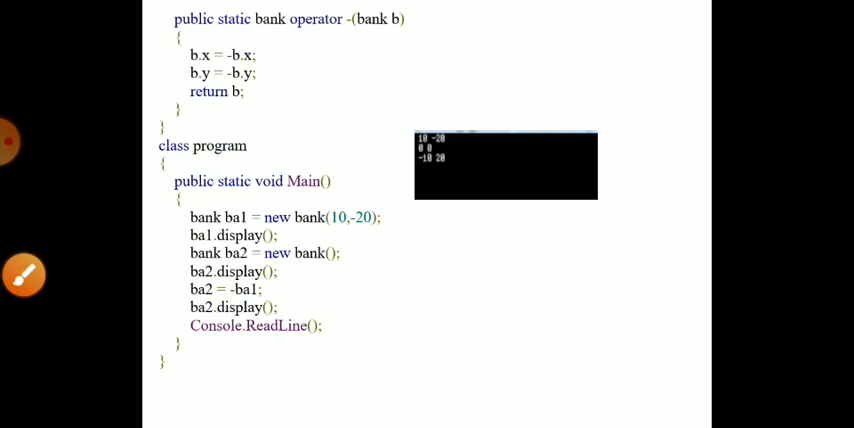 public static bank operator -(bank b)
{
b.x = -b.x;
b.y = -b.y;
return b;
}
}
class program
{
public static void Main()
{
bank ba1 = new bank(10,-20);
ba1.display();
bank ba2 = new bank();
ba2.display();
ba2 = -ba1;
ba2.display();
Console.ReadLine();
}
}
10 -20
0 0
-10 20